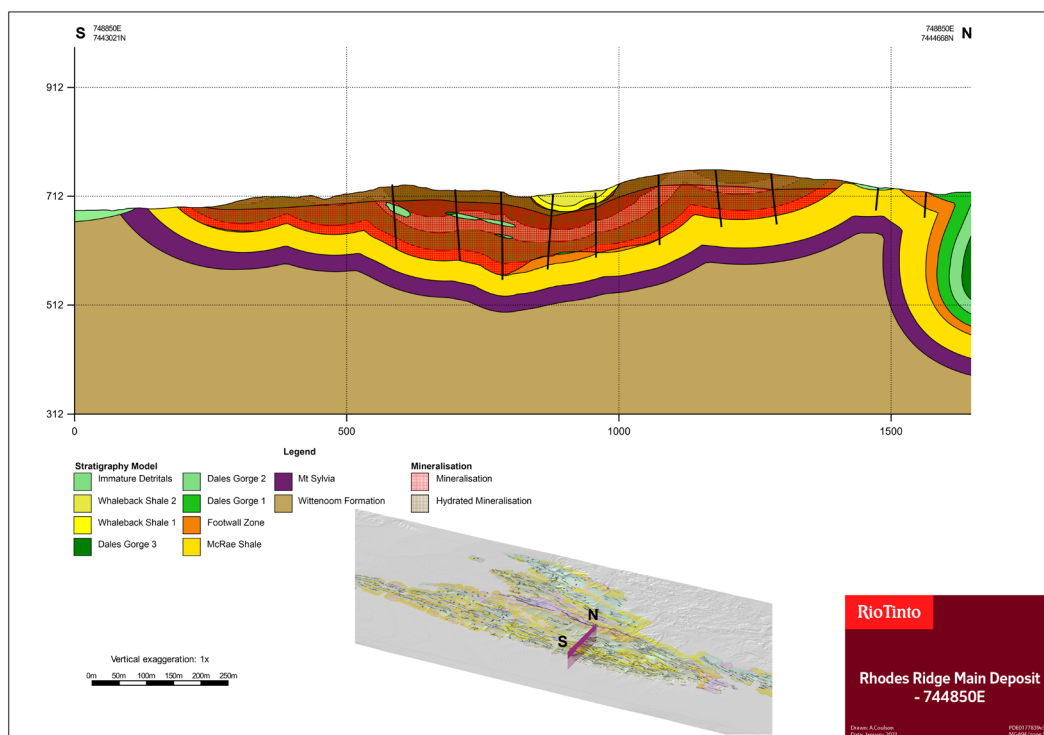 S
748850E
7443021N
748850E
7444668N
N
912
712
512
312
0
500
1000
1500
Legend
Stratigraphy Model
Immature Detritals
Whaleback Shale 2
Whaleback Shale 1
Dales Gorge 3
Dales Gorge 2
Dales Gorge 1
Footwall Zone
McRae Shale
Mt Sylvia
Wittenoom Formation
Mineralisation
Mineralisation
Hydrated Mineralisation
N
S
Vertical exaggeration: 1x
0m 50m 100m 150m 200m 250m
RioTinto
Rhodes Ridge Main Deposit
- 744850E
Drawn: A.Coulson